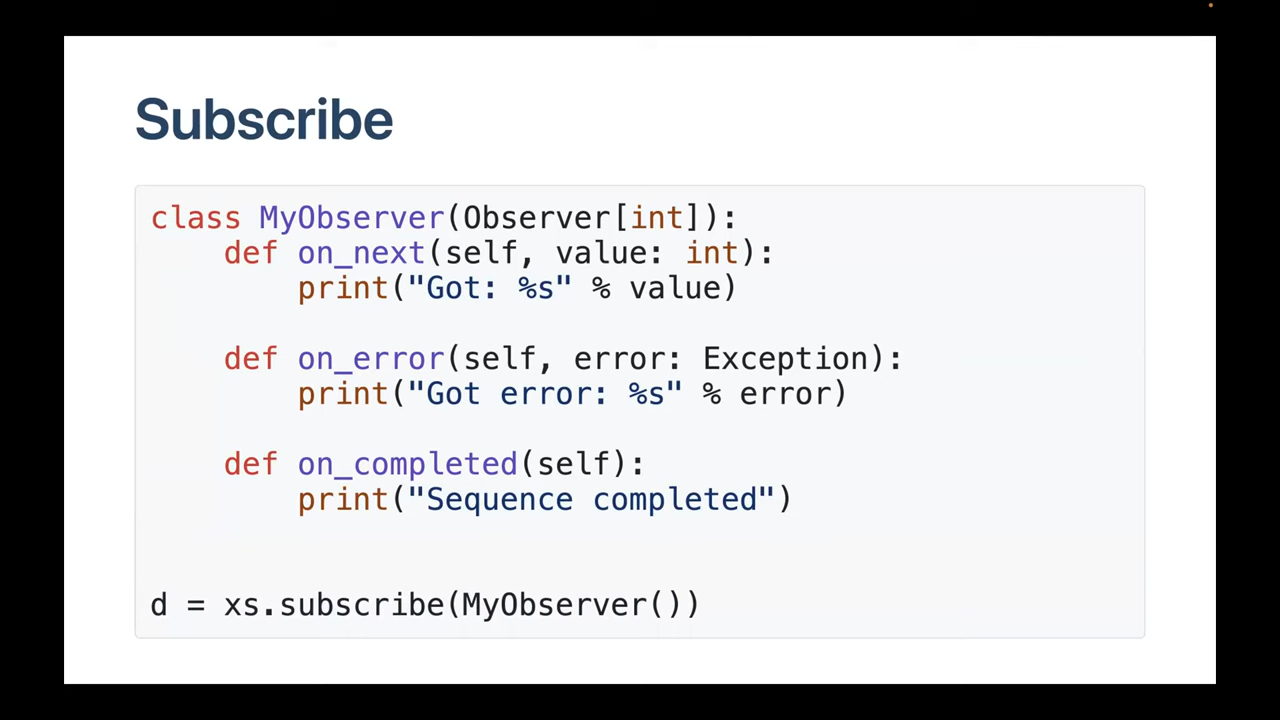 Subscribe
class MyObserver(Observer[int]):
    def on_next(self, value: int):
        print("Got: %s" % value)
    def on_error(self, error: Exception):
        print("Got error: %s" % error)
    def on_completed(self):
        print("Sequence completed")
d = xs.subscribe(MyObserver())